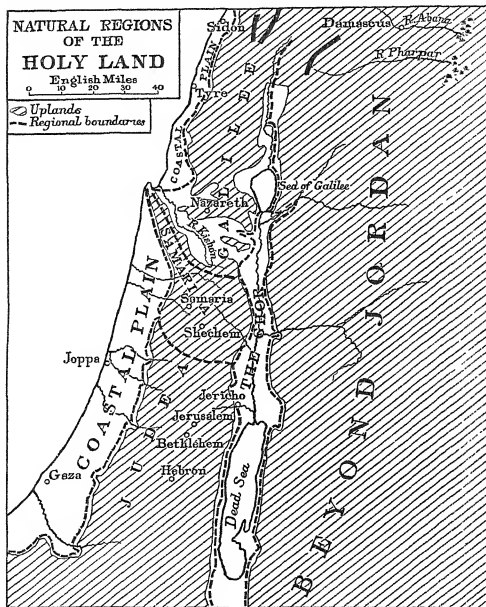 NATURAL REGIONS
OF THE
HOLY LAND
English Miles
0 10 20 30 40
Uplands
Regional boundaries
Sidon
Damascus
R. Abana
R. Pharpar
PLAIN
Tyre
COASTAL
GALILEE
Sea of Galilee
Nazareth
R. Kishon
SAMARIA
Samaria
Shechem
THE GHOR
BEYOND JORDAN
COASTAL PLAIN
Joppa
JUDEA
Jericho
Jerusalem
Bethlehem
Hebron
Gaza
Dead Sea